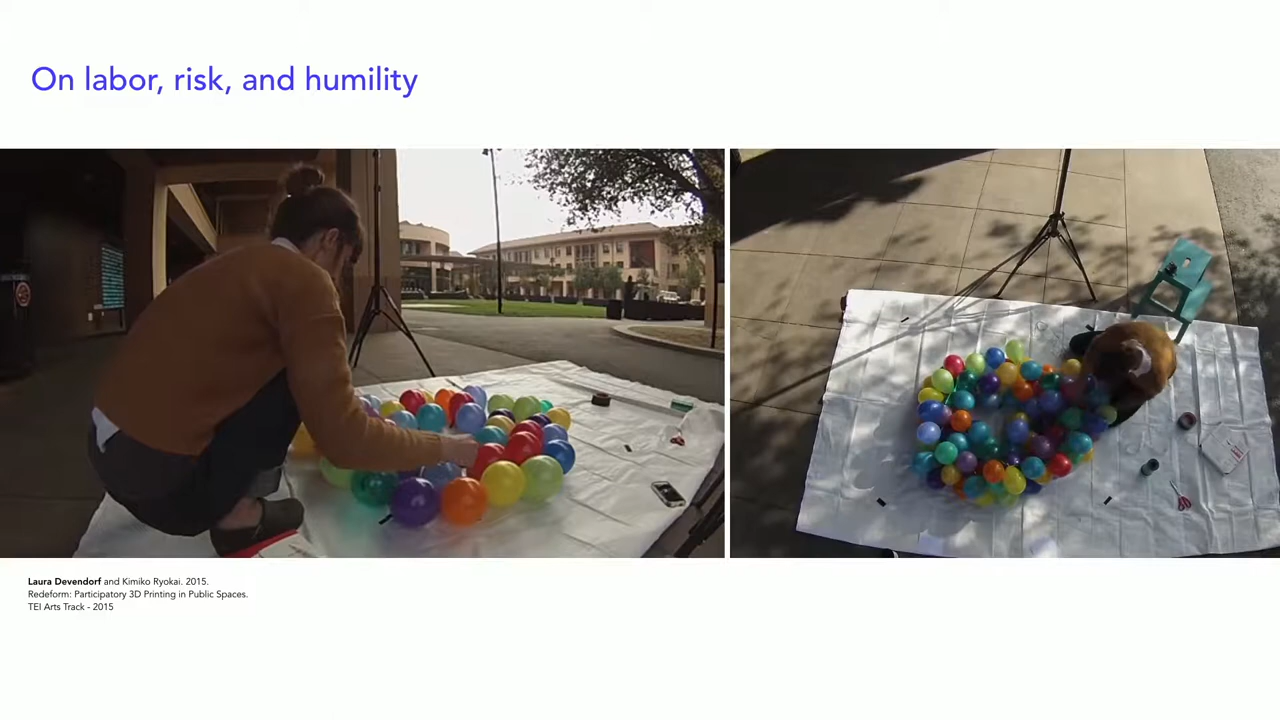 On labor, risk, and humility
Laura Devendorf and Kimiko Ryokai. 2015.
Redeform: Participatory 3D Printing in Public Spaces.
TEI Arts Track - 2015